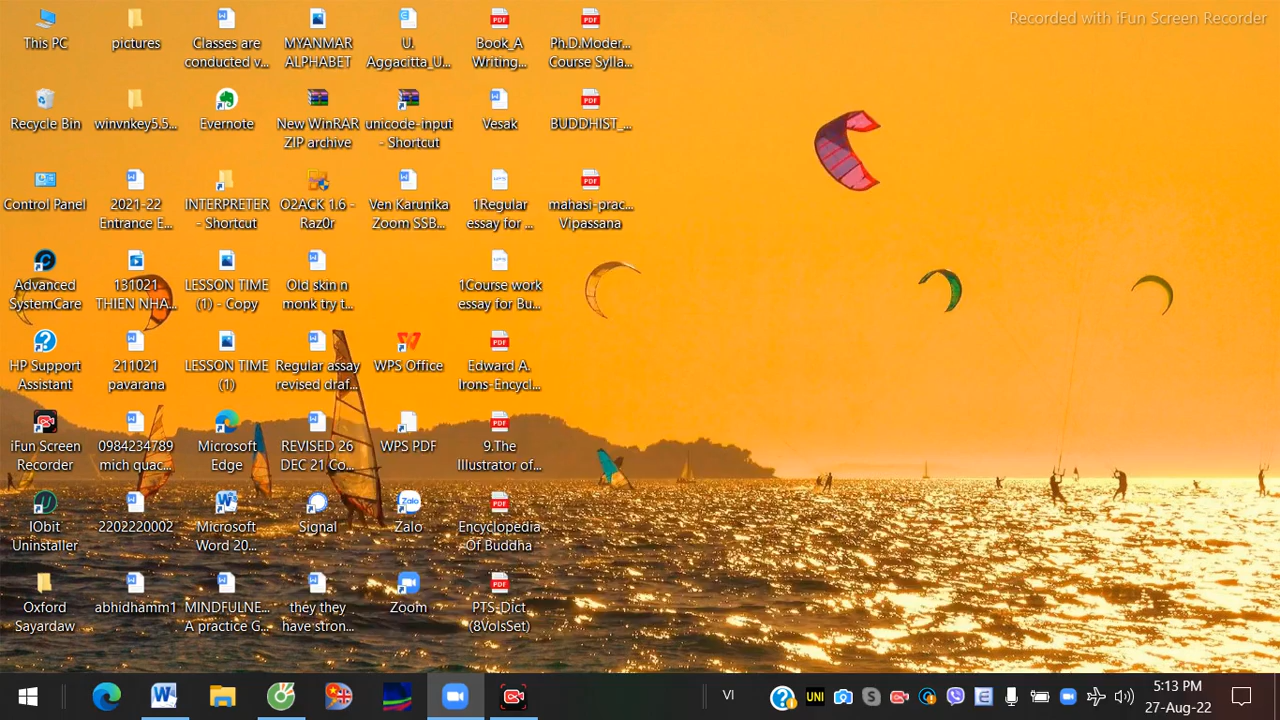 Recorded with iFun Screen Recorder
This PC
pictures
Classes are
conducted v...
MYANMAR
ALPHABET
U.
Aggacitta_U...
Book_A
Writing...
Ph.D.Moder...
Course Sylla...
Recycle Bin
winvnkey5.5...
Evernote
New WinRAR
ZIP archive
unicode-input
- Shortcut
Vesak
BUDDHIST_...
Control Panel
2021-22
Entrance E...
INTERPRETER
- Shortcut
O2ACK 1.6 -
Raz0r
Ven Karunika
Zoom SSB...
1Regular
essay for ...
mahasi-prac...
Vipassana
Advanced
SystemCare
131021
THIEN NHA...
LESSON TIME
(1) - Copy
Old skin n
monk try t...
1Course work
essay for Bu...
HP Support
Assistant
211021
pavarana
LESSON TIME
(1)
Regular assay
revised draf...
WPS Office
Edward A.
Irons-Encycl...
iFun Screen
Recorder
0984234789
mich quac...
Microsoft
Edge
REVISED 26
DEC 21 Co...
WPS PDF
9.The
Illustrator of...
IObit
Uninstaller
2202220002
Microsoft
Word 20...
Signal
Zalo
Encyclopedia
Of Buddha
Oxford
Sayardaw
abhidhamm1
MINDFULNE...
A practice G...
they they
have stron...
Zoom
PTS-Dict
(8VolsSet)
VI
UNI
5:13 PM
27-Aug-22